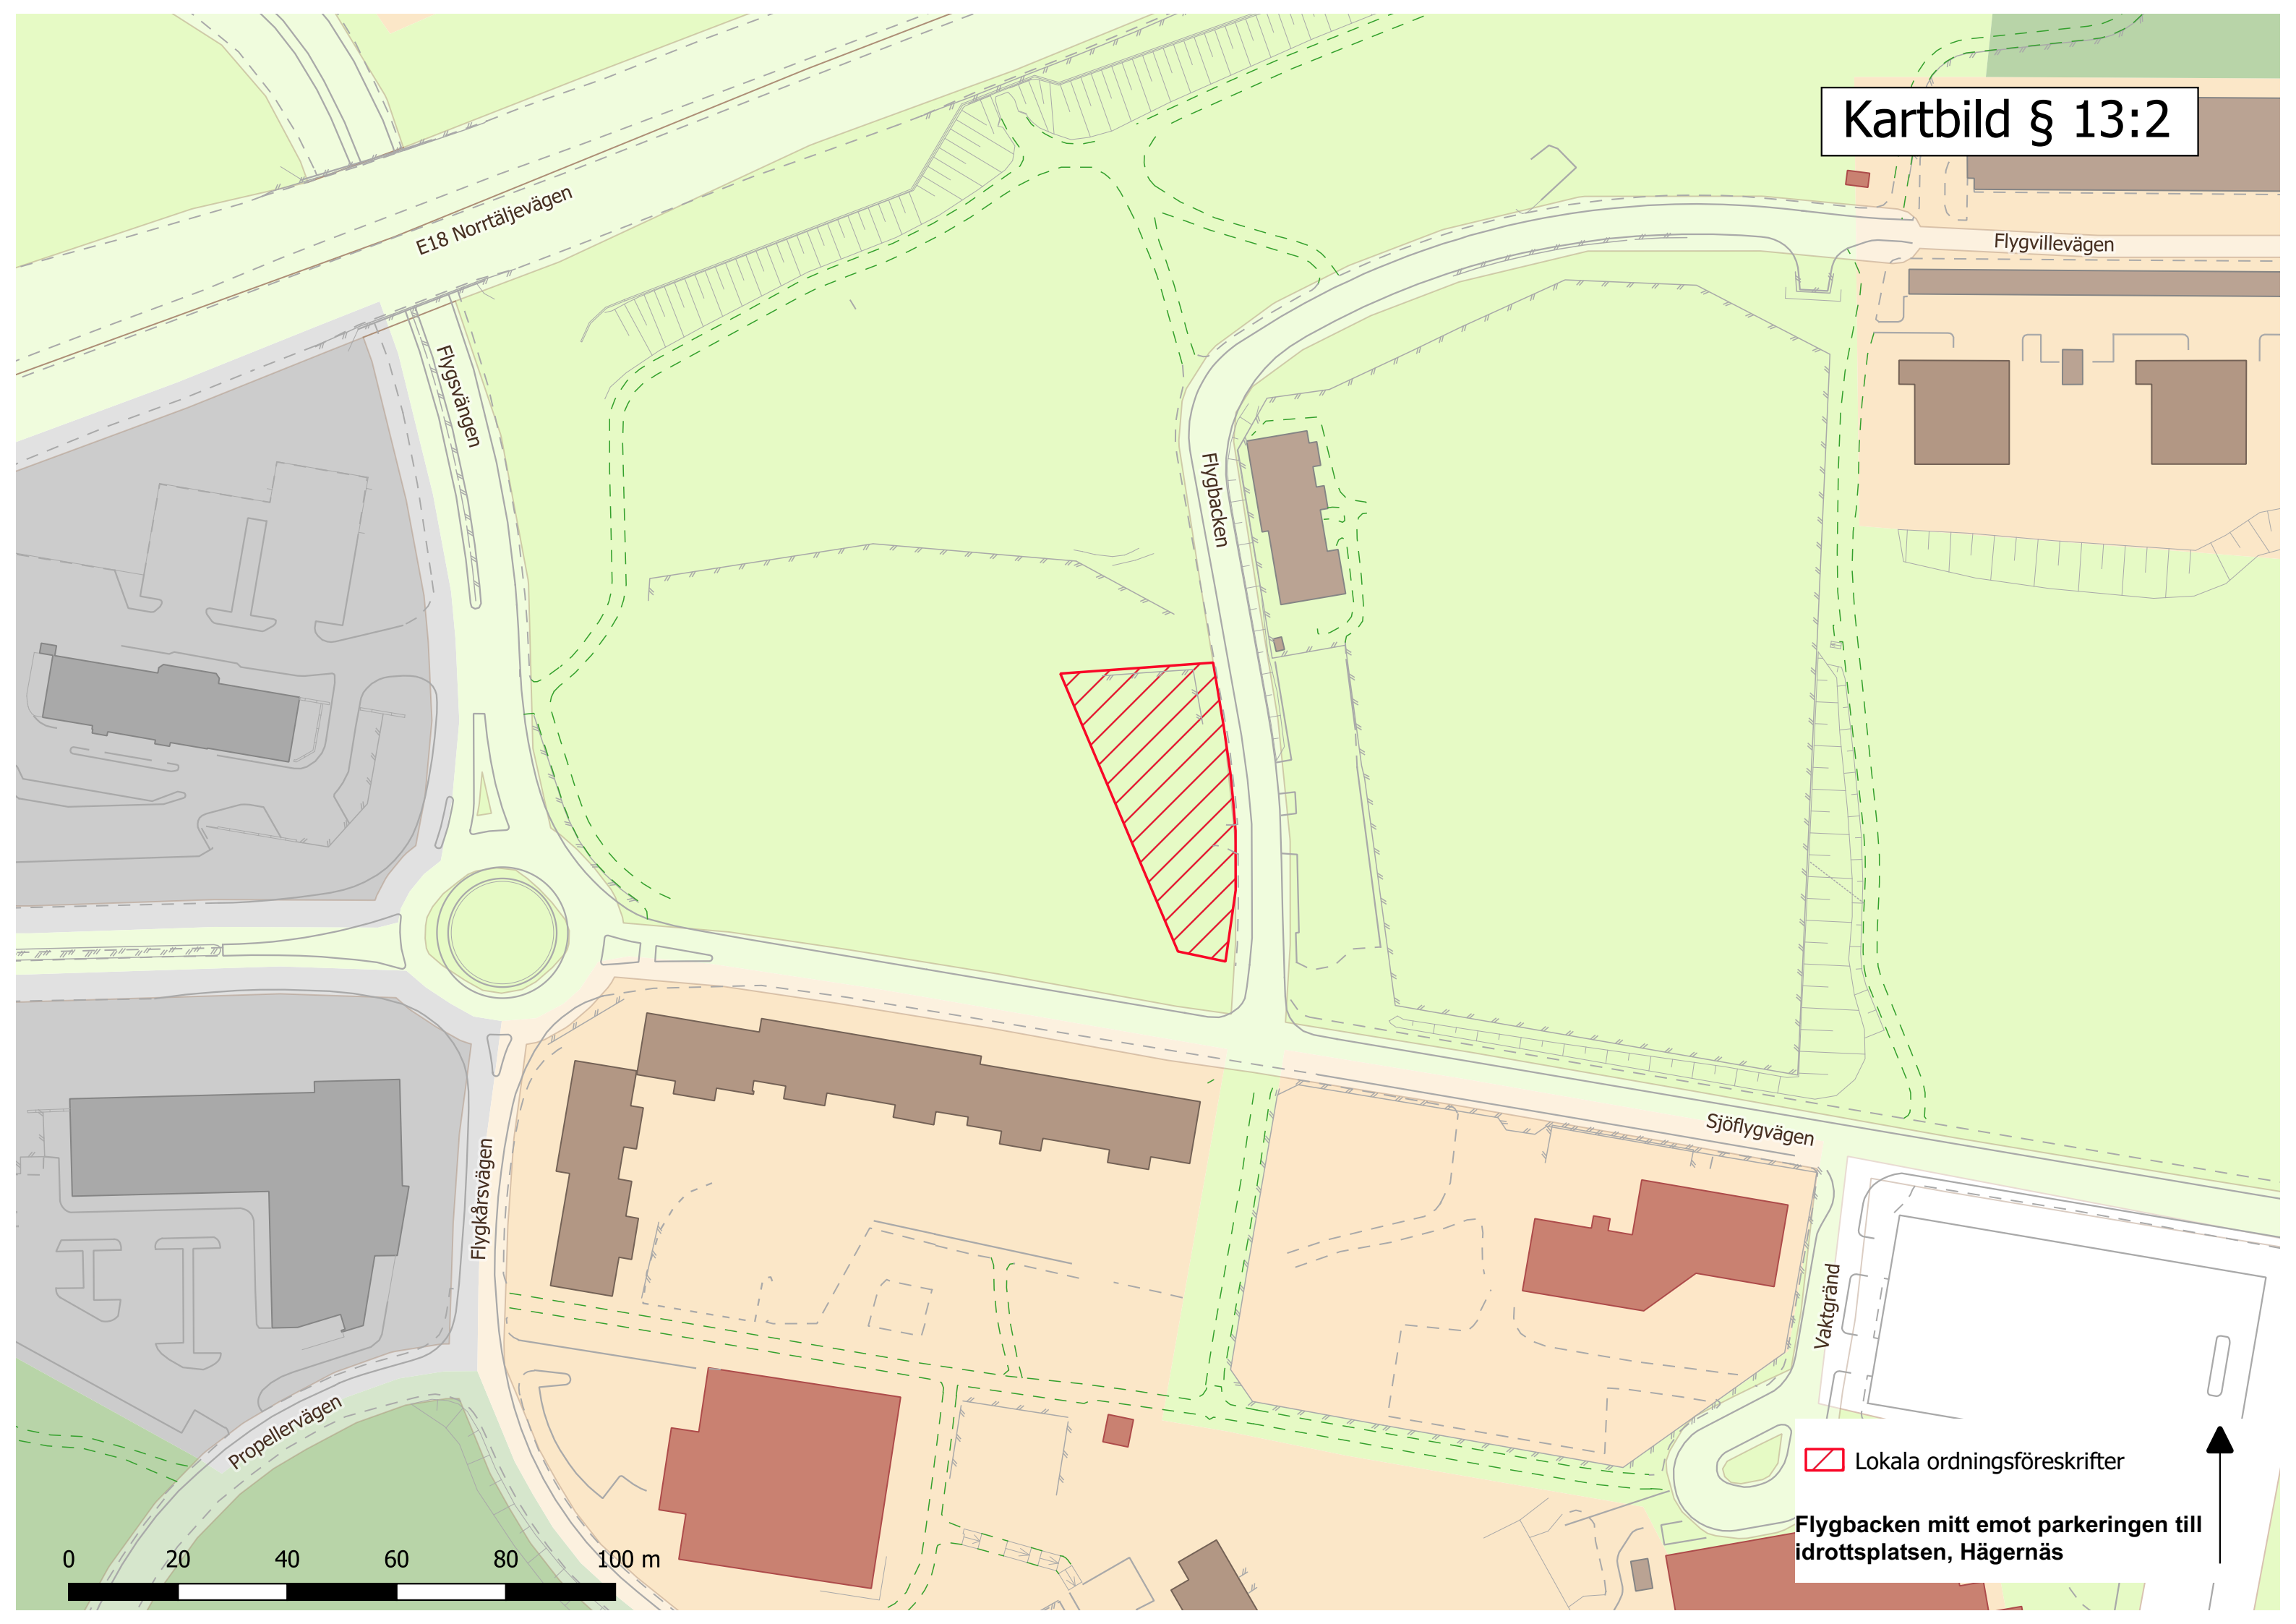 Kartbild § 13:2
E18 Norrtäljevägen
Flygvillevägen
Flygsvängen
Flygbacken
Sjöflygvägen
Flygkårsvägen
Vaktgränd
Propellervägen
Lokala ordningsföreskrifter
Flygbacken mitt emot parkeringen till
idrottsplatsen, Hägernäs
0 20 40 60 80 100 m